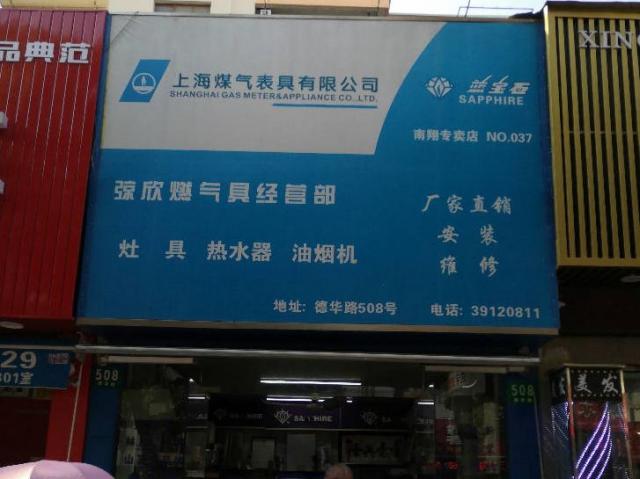 品典范
XING
上海煤气表具有限公司
SHANGHAI GAS METER&APPLIANCE CO.,LTD.
蓝宝石
SAPPHIRE
南翔专卖店 NO.037
弶欣燃气具经营部
灶 具 热水器 油烟机
厂家直销
安装
维修
地址: 德华路508号 电话: 39120811
29
301室
508
508
美发
SAPPHIRE